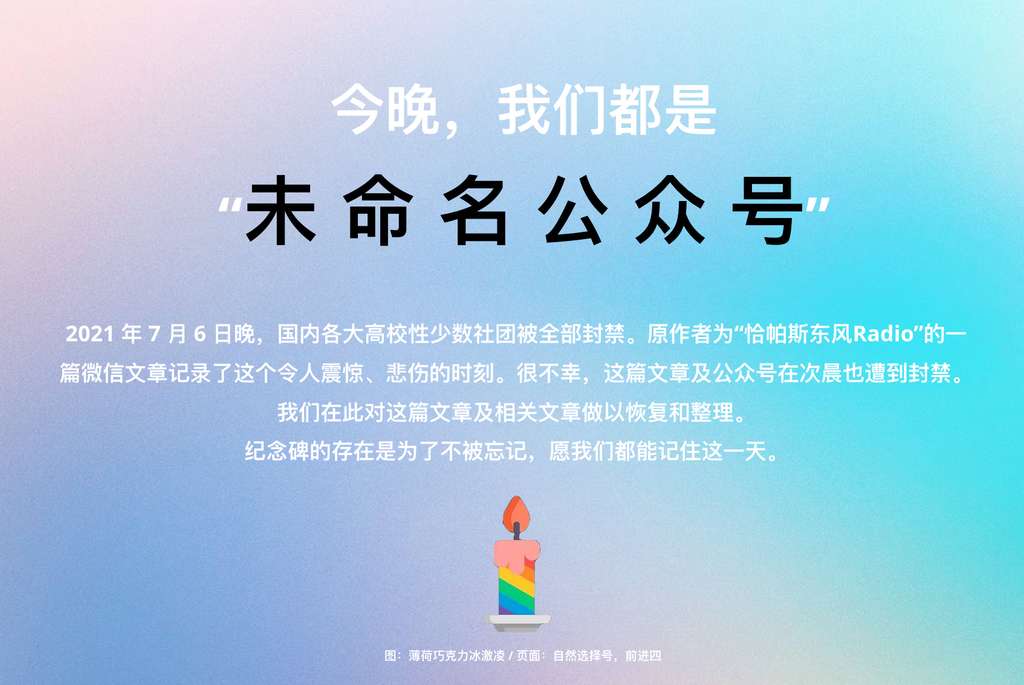 今晚，我们都是
“未命名公众号”
2021 年 7 月 6 日晚，国内各大高校性少数社团被全部封禁。原作者为“恰帕斯东风Radio”的一
篇微信文章记录了这个令人震惊、悲伤的时刻。很不幸，这篇文章及公众号在次晨也遭到封禁。
我们在此对这篇文章及相关文章做以恢复和整理。
纪念碑的存在是为了不被忘记，愿我们都能记住这一天。
图：薄荷巧克力冰激凌 / 页面：自然选择号，前进四